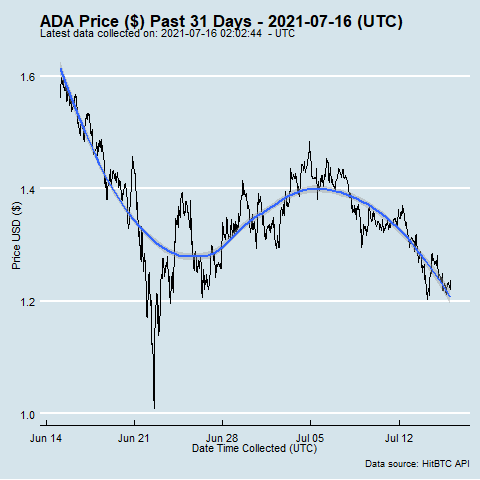 ADA Price ($) Past 31 Days - 2021-07-16 (UTC)
Latest data collected on: 2021-07-16 02:02:44 - UTC
1.6
1.4
1.2
1.0
Price USD ($)
Jun 14 Jun 21 Jun 28 Jul 05 Jul 12
Date Time Collected (UTC)
Data source: HitBTC API